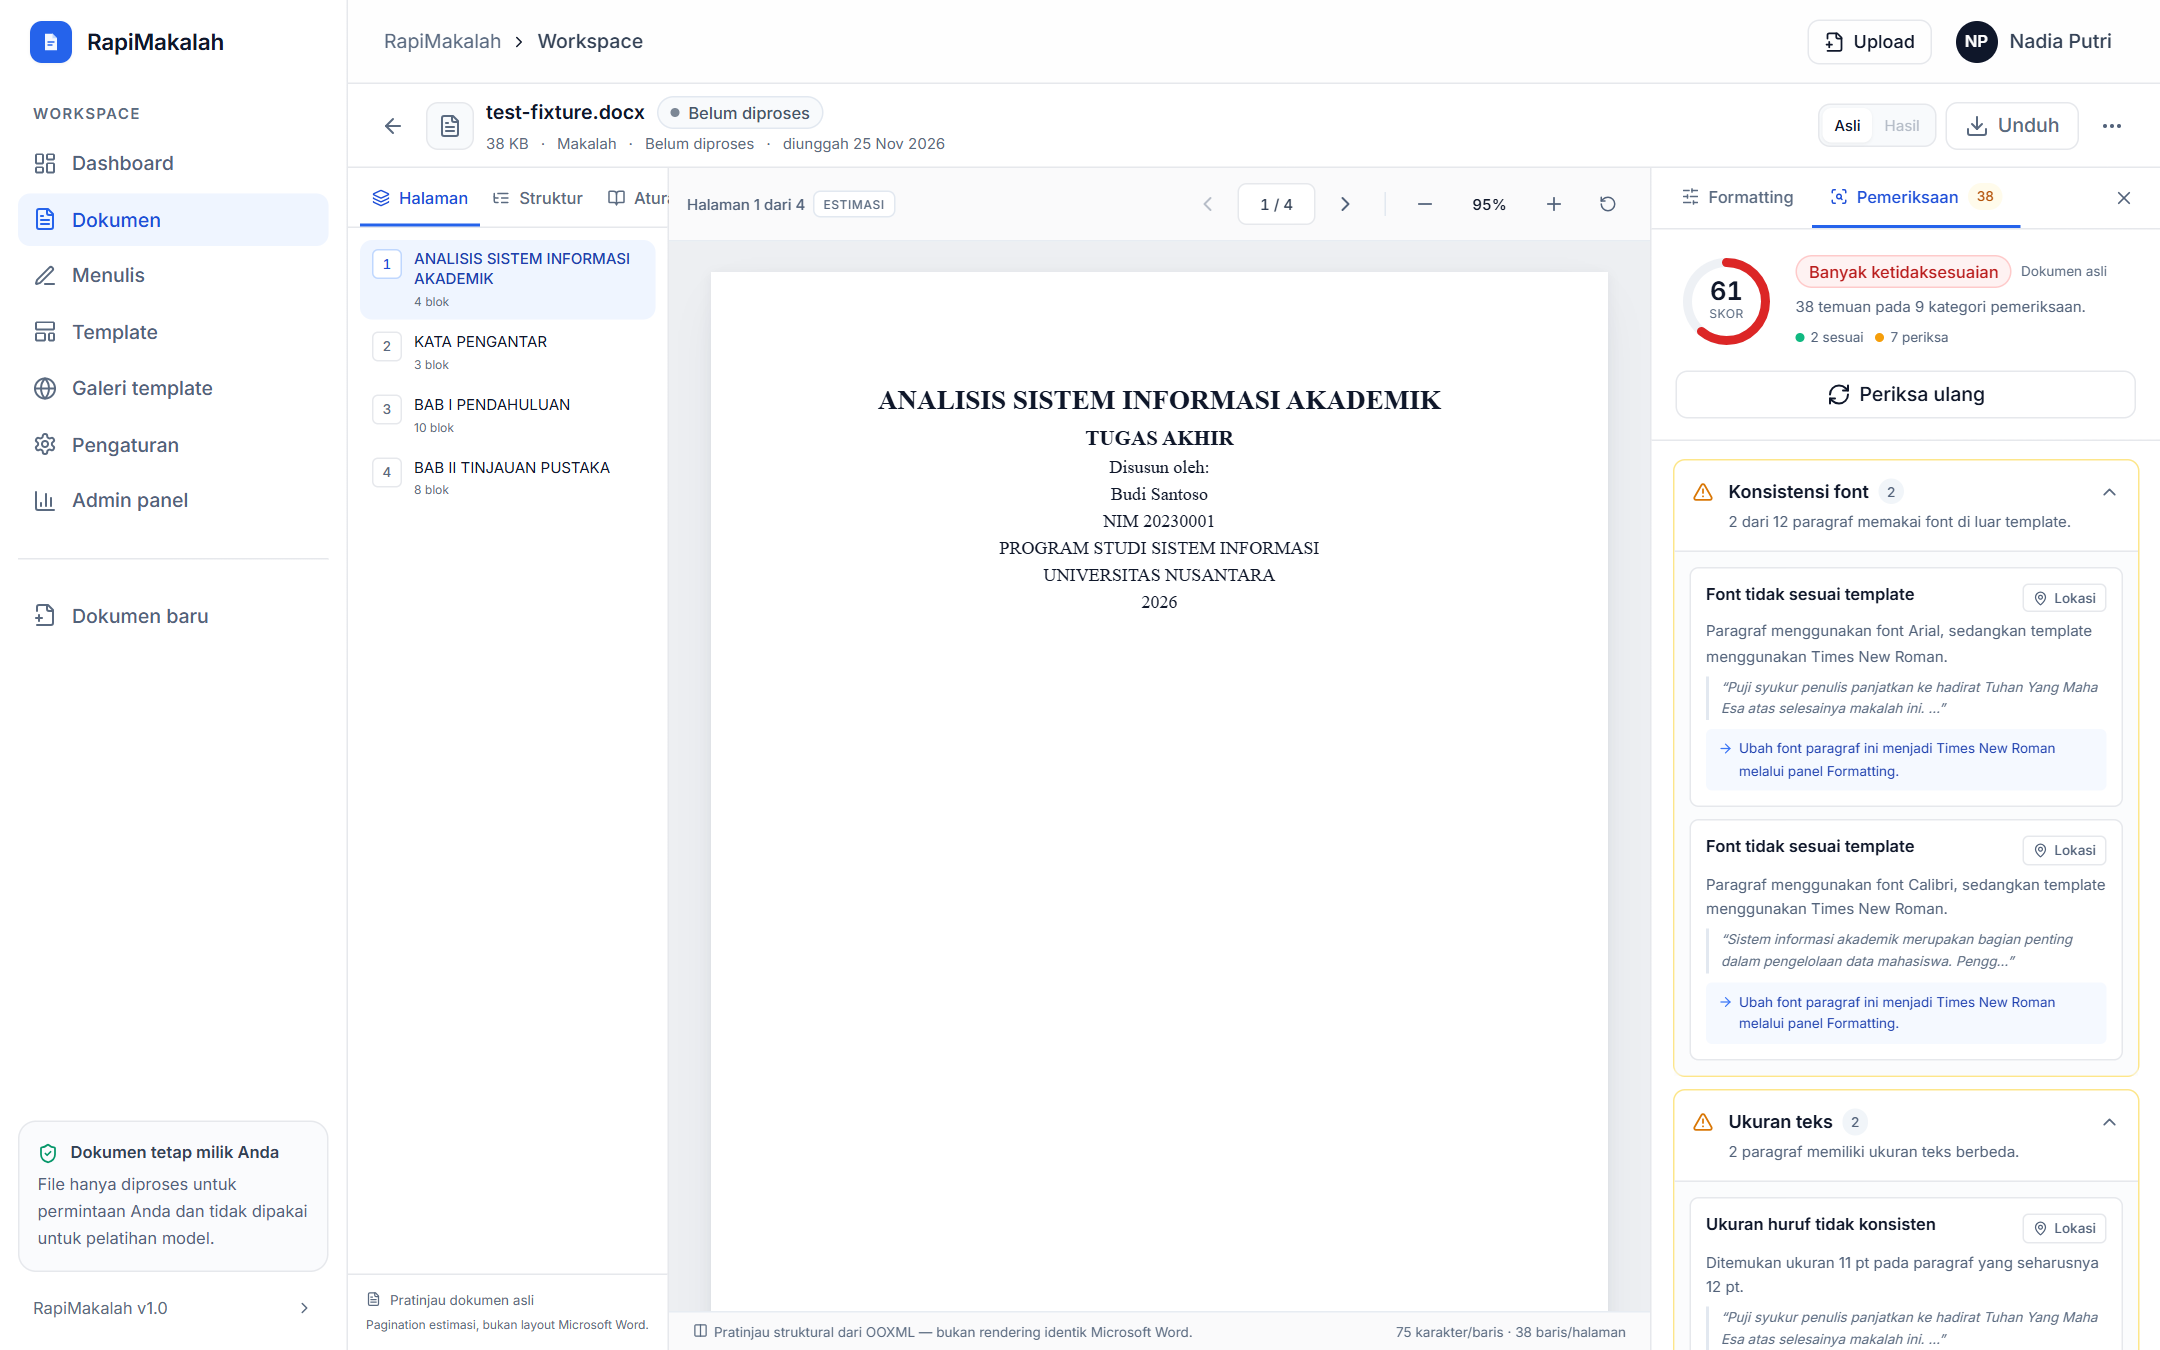 RapiMakalah
WORKSPACE
Dashboard
Dokumen
Menulis
Template
Galeri template
Pengaturan
Admin panel
Dokumen baru
Dokumen tetap milik Anda
File hanya diproses untuk
permintaan Anda dan tidak dipakai
untuk pelatihan model.
RapiMakalah v1.0
RapiMakalah > Workspace
Upload
NP Nadia Putri
test-fixture.docx
Belum diproses
38 KB · Makalah · Belum diproses · diunggah 25 Nov 2026
Asli Hasil
Unduh
Halaman Struktur Atur
1 ANALISIS SISTEM INFORMASI
AKADEMIK
4 blok
2 KATA PENGANTAR
3 blok
3 BAB I PENDAHULUAN
10 blok
4 BAB II TINJAUAN PUSTAKA
8 blok
Pratinjau dokumen asli
Pagination estimasi, bukan layout Microsoft Word.
Halaman 1 dari 4 ESTIMASI
1 / 4
95%
ANALISIS SISTEM INFORMASI AKADEMIK
TUGAS AKHIR
Disusun oleh:
Budi Santoso
NIM 20230001
PROGRAM STUDI SISTEM INFORMASI
UNIVERSITAS NUSANTARA
2026
Pratinjau struktural dari OOXML — bukan rendering identik Microsoft Word.
75 karakter/baris · 38 baris/halaman
Formatting Pemeriksaan 38
61
SKOR
Banyak ketidaksesuaian Dokumen asli
38 temuan pada 9 kategori pemeriksaan.
2 sesuai 7 periksa
Periksa ulang
Konsistensi font 2
2 dari 12 paragraf memakai font di luar template.
Font tidak sesuai template Lokasi
Paragraf menggunakan font Arial, sedangkan template
menggunakan Times New Roman.
“Puji syukur penulis panjatkan ke hadirat Tuhan Yang Maha
Esa atas selesainya makalah ini. ...”
→ Ubah font paragraf ini menjadi Times New Roman
melalui panel Formatting.
Font tidak sesuai template Lokasi
Paragraf menggunakan font Calibri, sedangkan template
menggunakan Times New Roman.
“Sistem informasi akademik merupakan bagian penting
dalam pengelolaan data mahasiswa. Pengg...”
→ Ubah font paragraf ini menjadi Times New Roman
melalui panel Formatting.
Ukuran teks 2
2 paragraf memiliki ukuran teks berbeda.
Ukuran huruf tidak konsisten Lokasi
Ditemukan ukuran 11 pt pada paragraf yang seharusnya
12 pt.
“Puji syukur penulis panjatkan ke hadirat Tuhan Yang Maha
Esa atas selesainya makalah ini. ...”